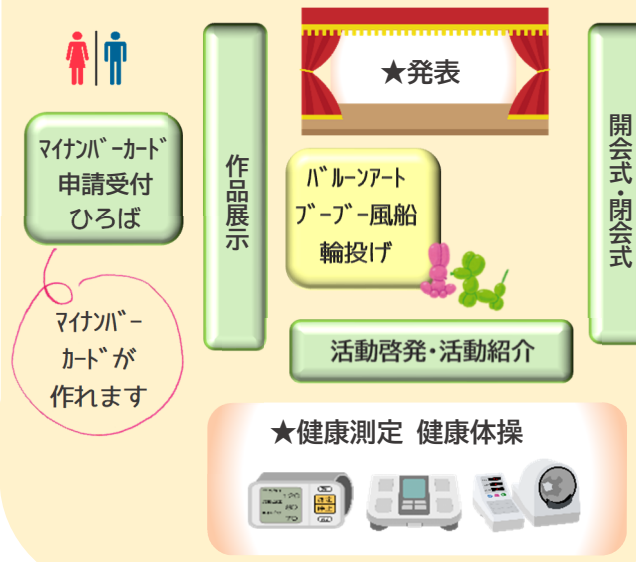 ★発表
マイナンバーカード
申請受付
ひろば
作品展示
バルーンアート
ブーブー風船
輪投げ
開会式・閉会式
マイナンバー
カードが
作れます
活動啓発・活動紹介
★健康測定 健康体操